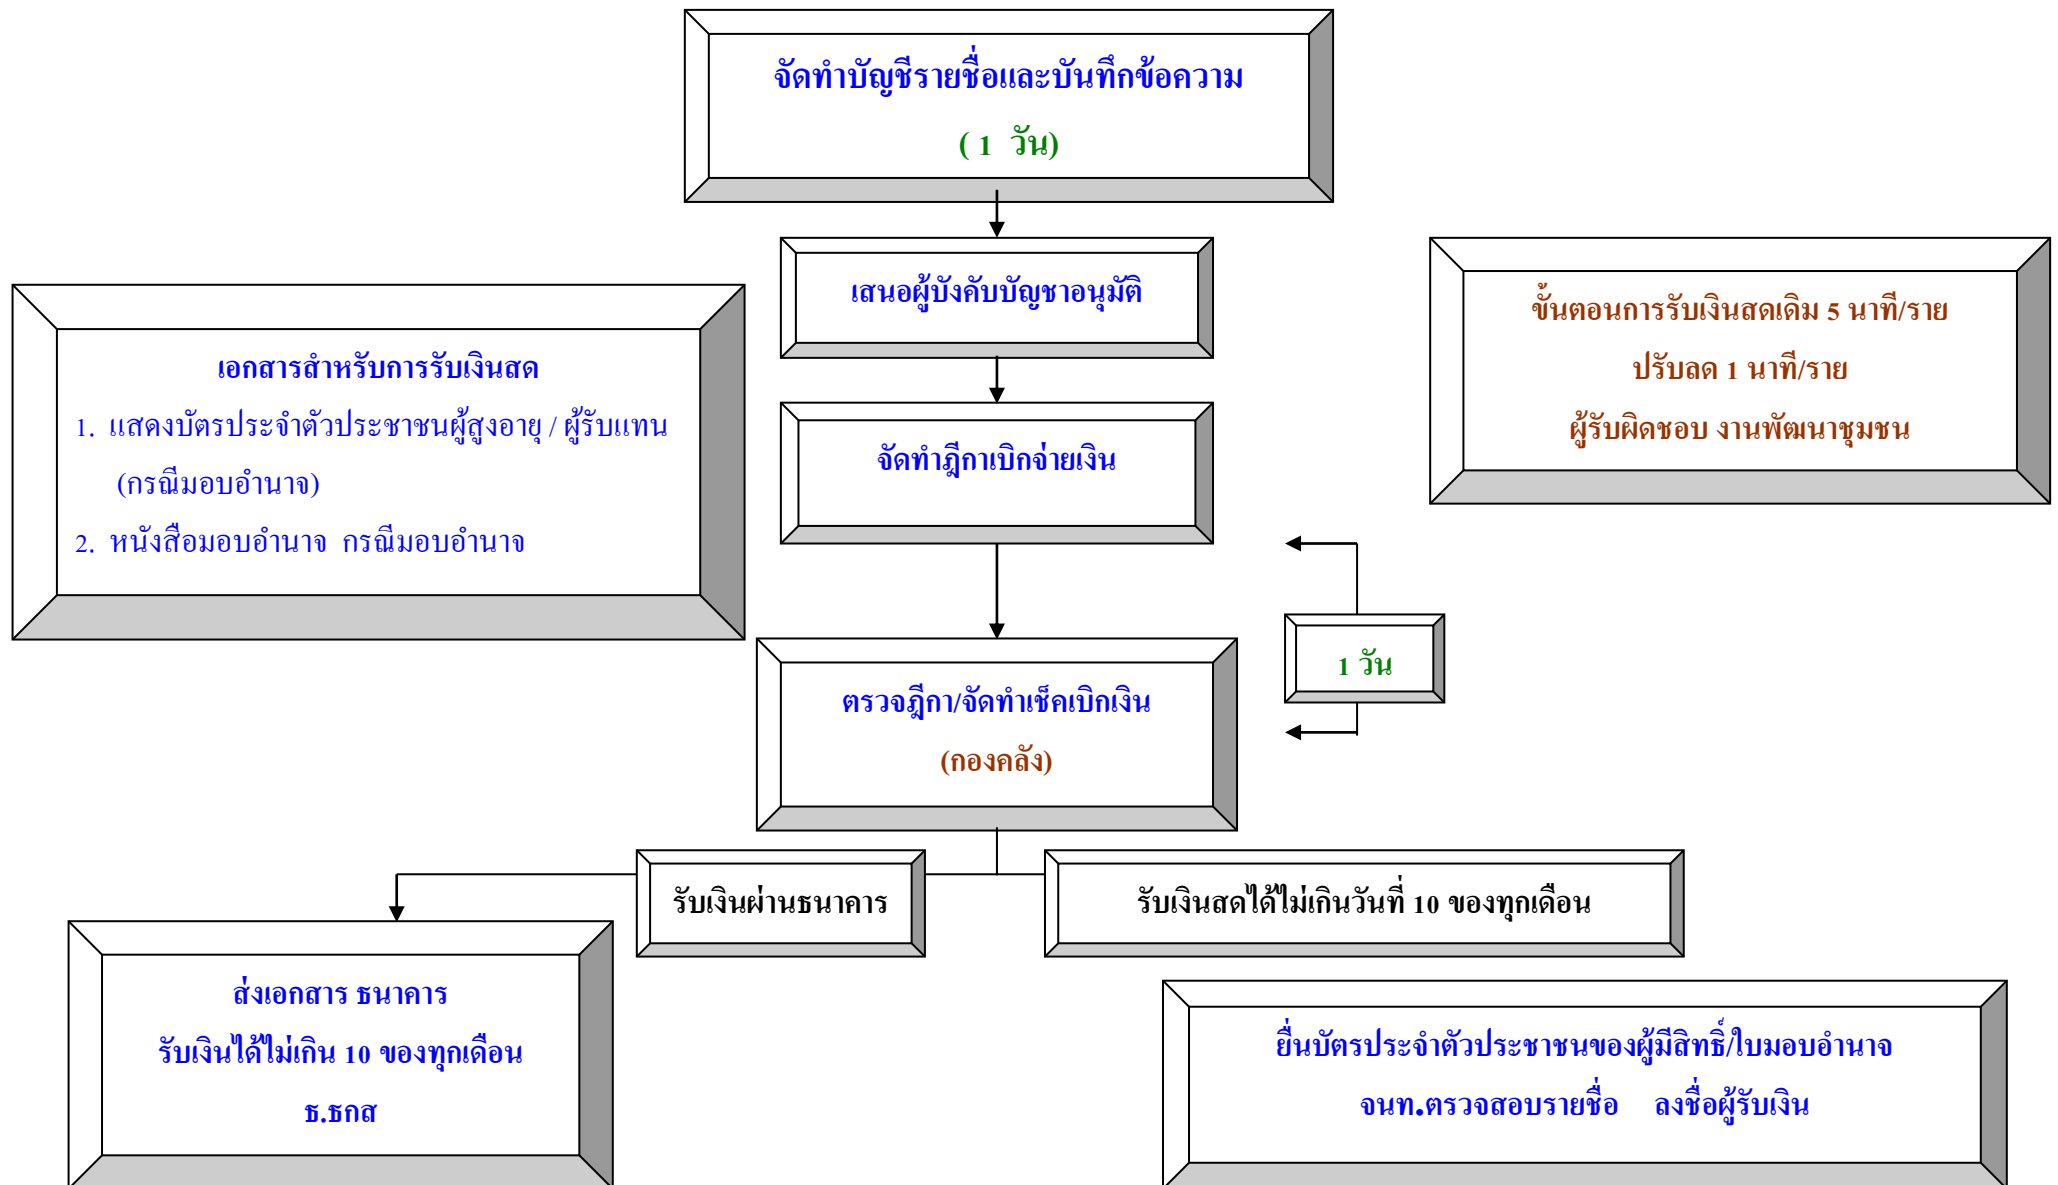 จัดทำบัญชีรายชื่อและบันทึกข้อความ
( 1 วัน)
เสนอผู้บังคับบัญชาอนุมัติ
ขั้นตอนการรับเงินสดเดิม 5 นาที/ราย
ปรับลด 1 นาที/ราย
ผู้รับผิดชอบ งานพัฒนาชุมชน
เอกสารสำหรับการรับเงินสด
1. แสดงบัตรประจำตัวประชาชนผู้สูงอายุ / ผู้รับแทน
(กรณีมอบอำนาจ)
2. หนังสือมอบอำนาจ กรณีมอบอำนาจ
จัดทำฎีกาเบิกจ่ายเงิน
1 วัน
ตรวจฎีกา/จัดทำเช็คเบิกเงิน
(กองคลัง)
รับเงินผ่านธนาคาร
รับเงินสดได้ไม่เกินวันที่ 10 ของทุกเดือน
ส่งเอกสาร ธนาคาร
รับเงินได้ไม่เกิน 10 ของทุกเดือน
ธ.ธกส
ยื่นบัตรประจำตัวประชาชนของผู้มีสิทธิ์/ใบมอบอำนาจ
จนท.ตรวจสอบรายชื่อ ลงชื่อผู้รับเงิน